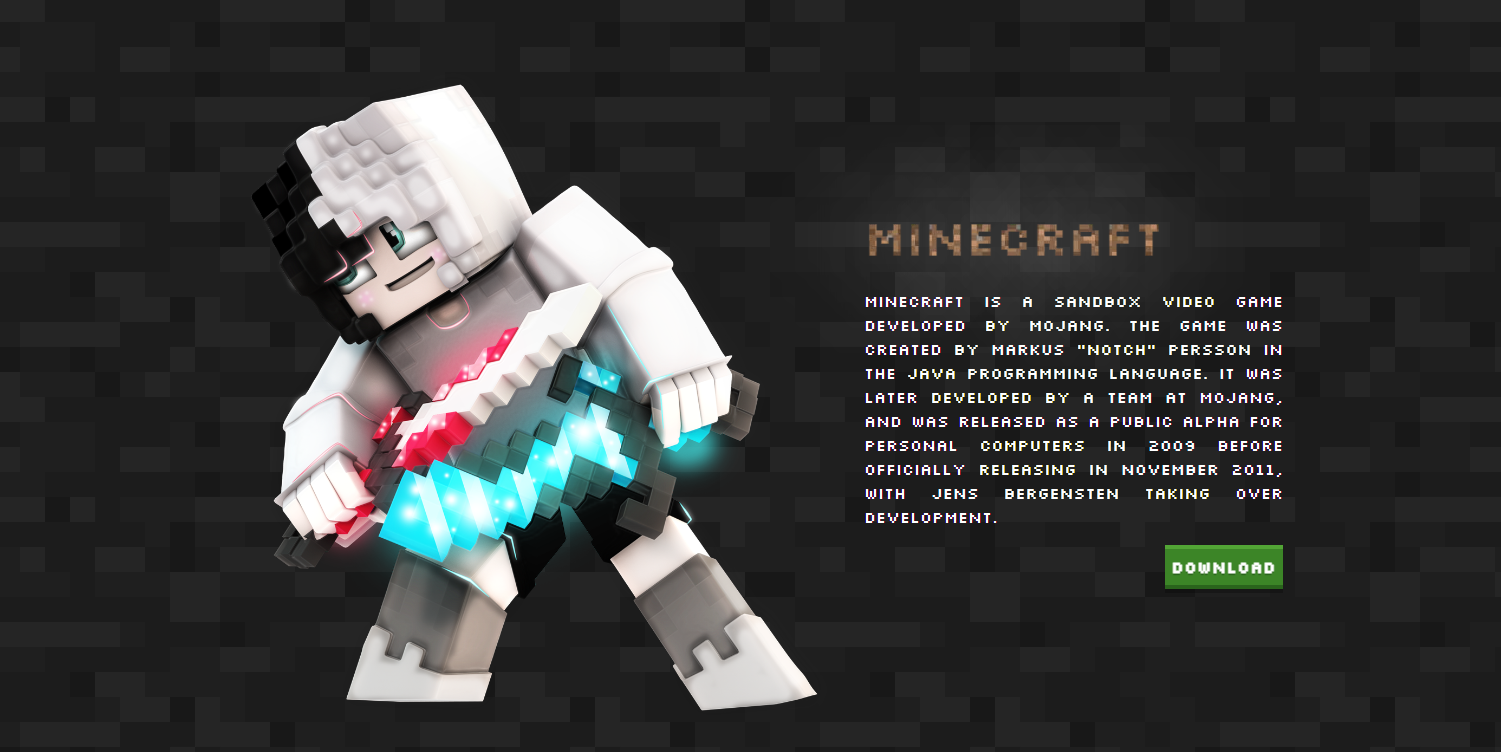 MINECRAFT
MINECRAFT IS A SANDBOX VIDEO GAME
DEVELOPED BY MOJANG. THE GAME WAS
CREATED BY MARKUS "NOTCH" PERSSON IN
THE JAVA PROGRAMMING LANGUAGE. IT WAS
LATER DEVELOPED BY A TEAM AT MOJANG,
AND WAS RELEASED AS A PUBLIC ALPHA FOR
PERSONAL COMPUTERS IN 2009 BEFORE
OFFICIALLY RELEASING IN NOVEMBER 2011,
WITH JENS BERGENSTEN TAKING OVER
DEVELOPMENT.
DOWNLOAD